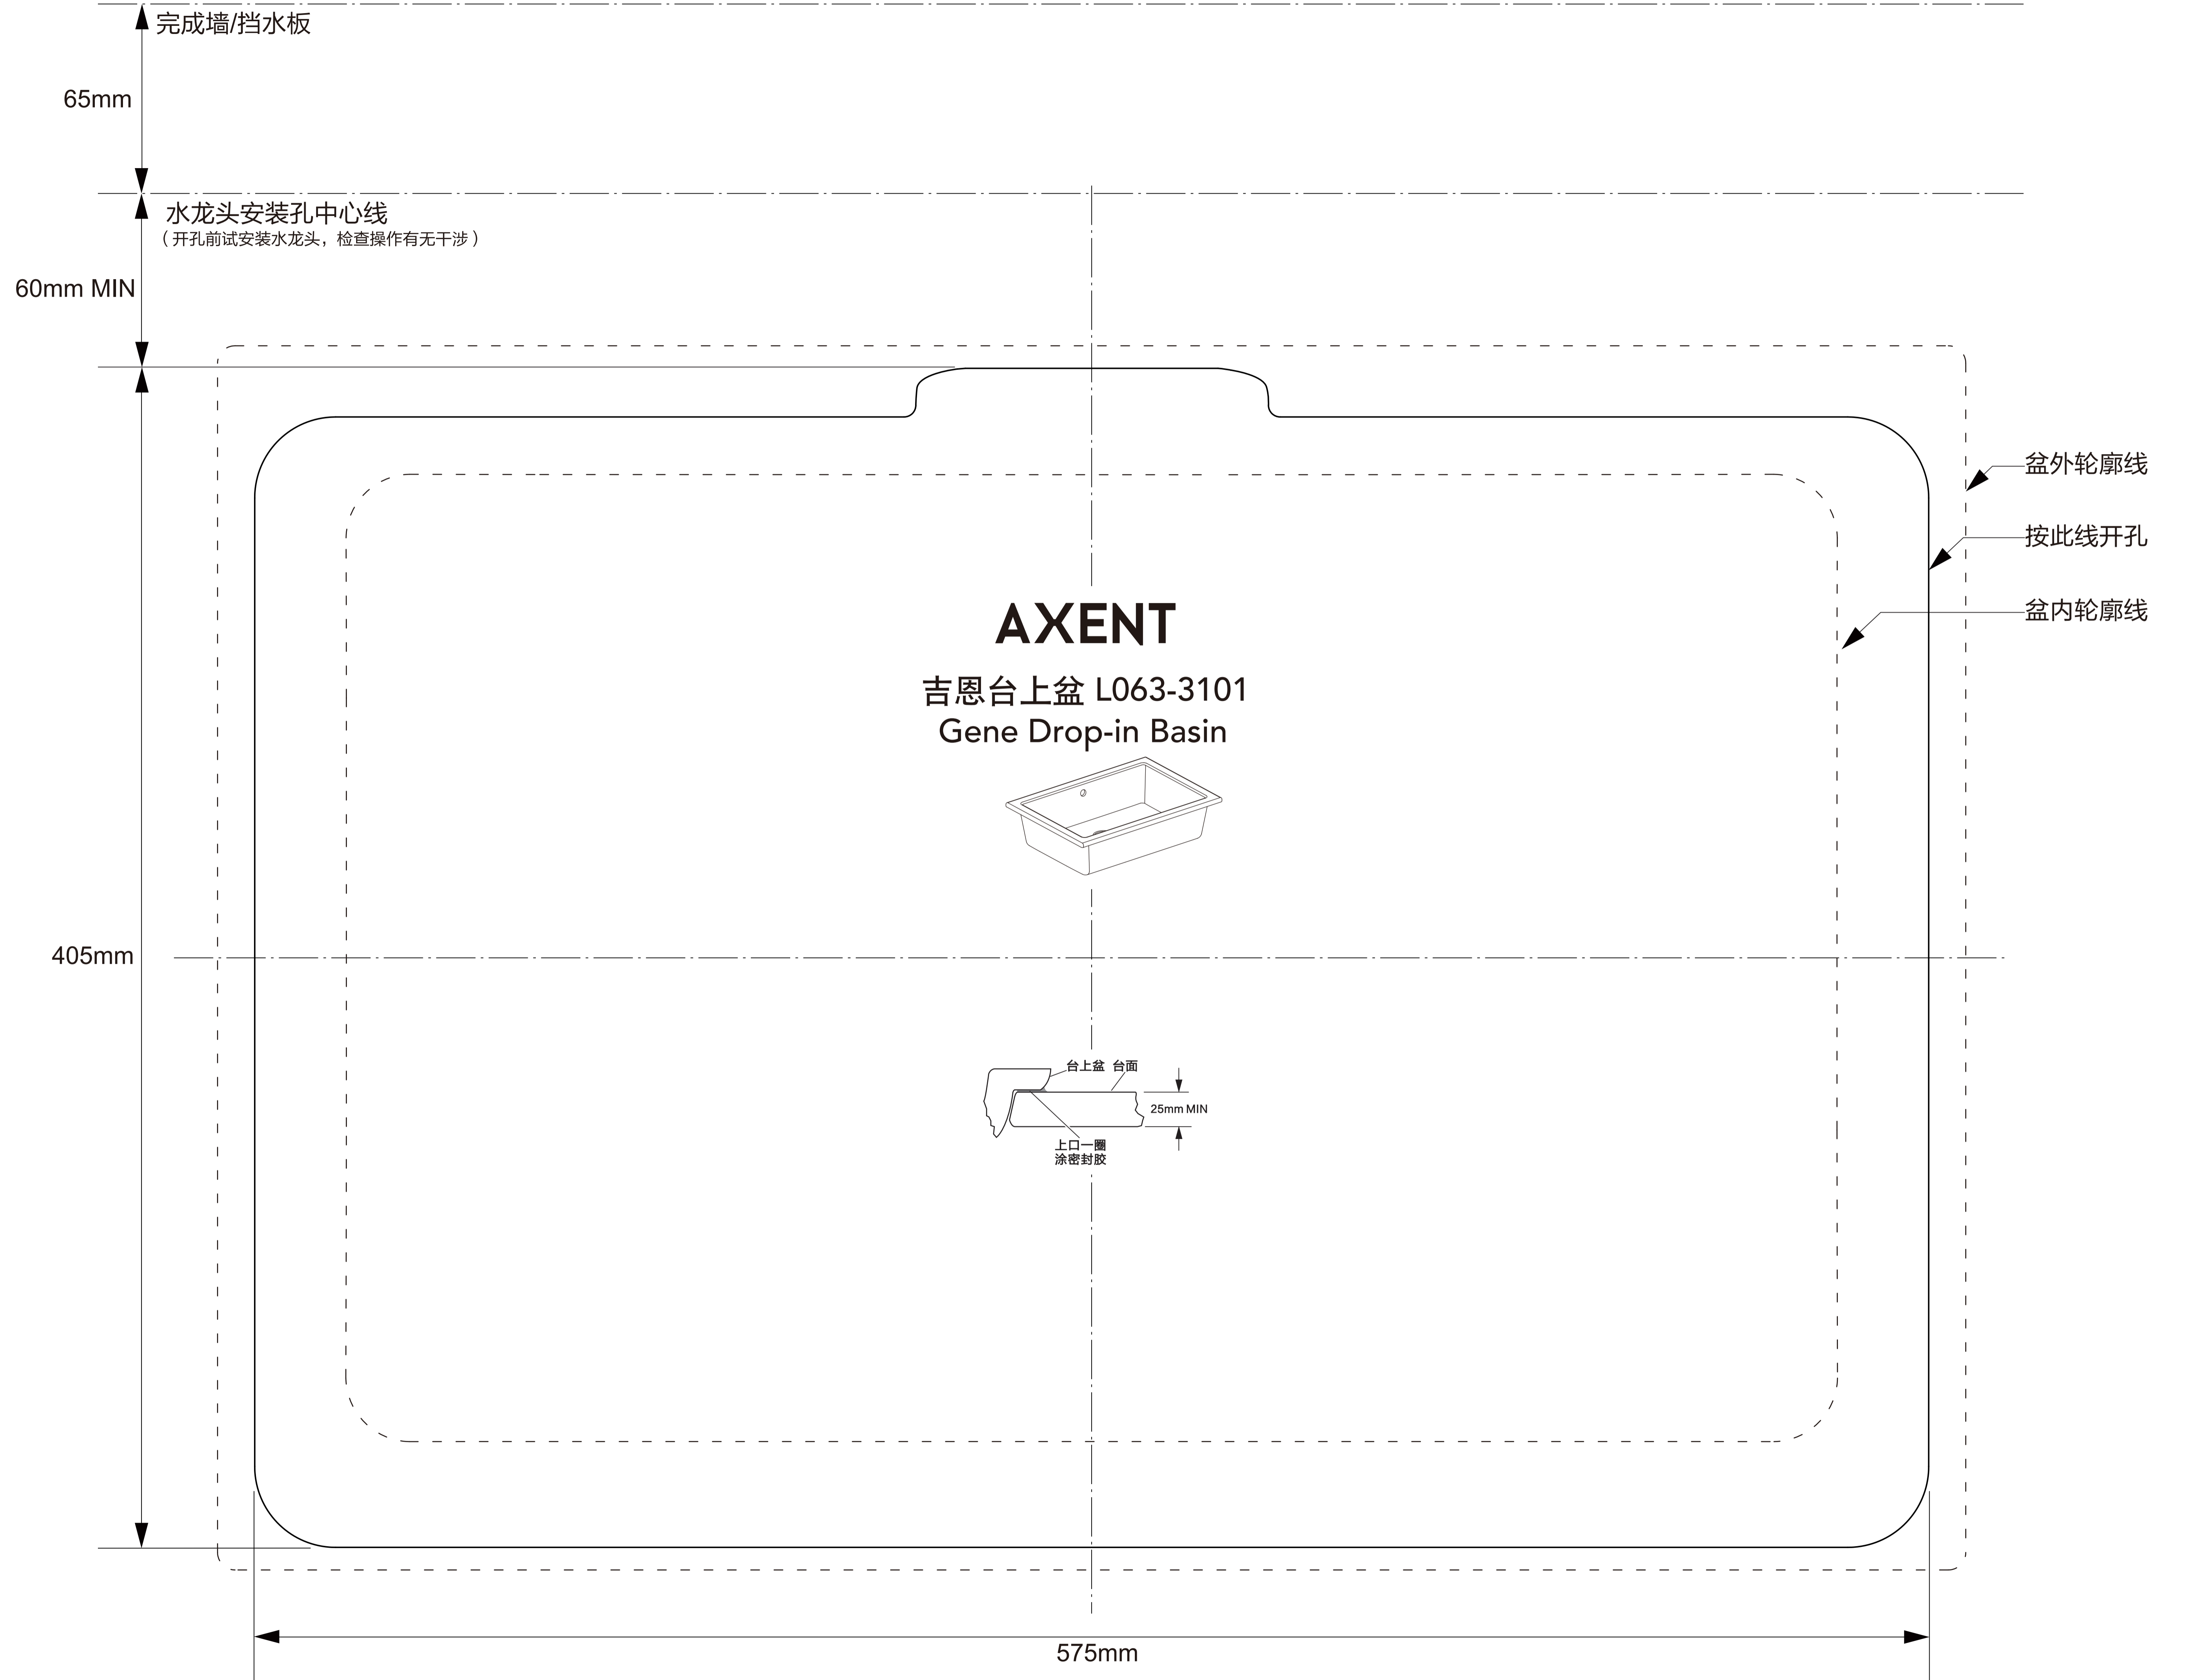 完成墙/挡水板
65mm
水龙头安装孔中心线
（开孔前试安装水龙头，检查操作有无干涉）
60mm MIN
盆外轮廓线
按此线开孔
盆内轮廓线
AXENT
吉恩台上盆 L063-3101
Gene Drop-in Basin
405mm
台上盆 台面
25mm MIN
上口一圈
涂密封胶
575mm